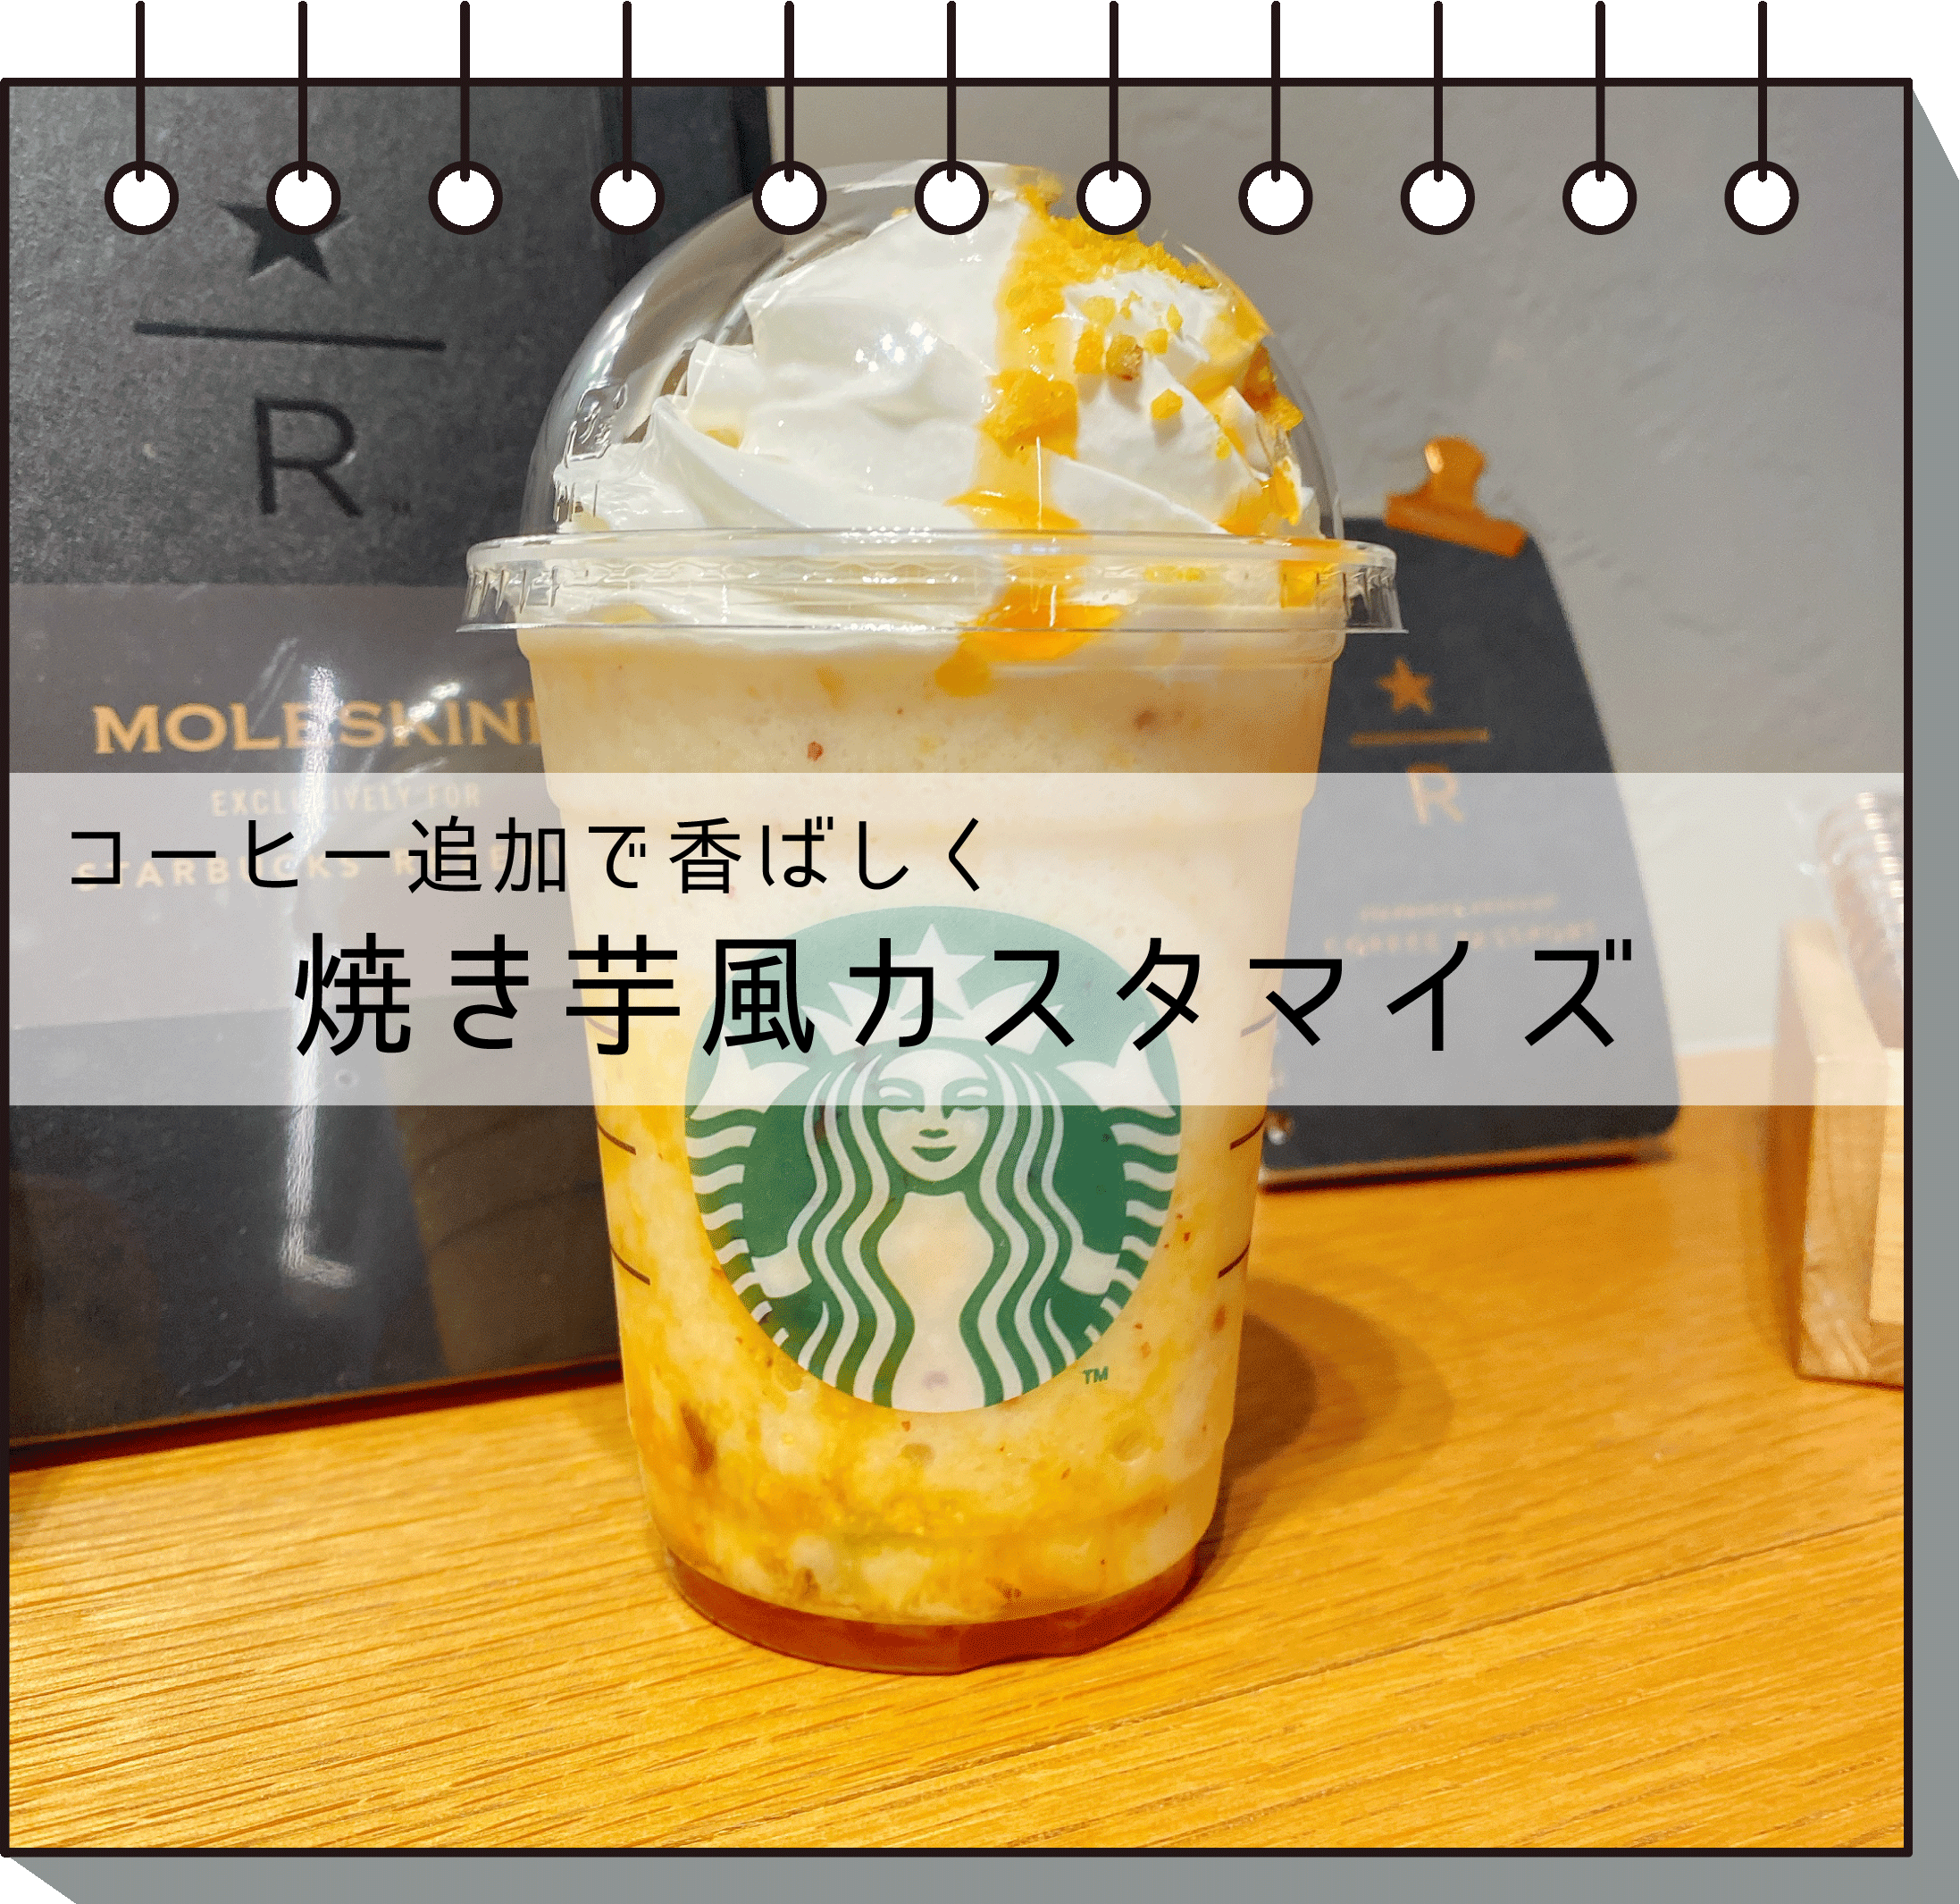 R
MOLESKINE
EXCLUSIVELY FOR
STARBUCKS RESERVE
R
コーヒー追加で香ばしく
焼き芋風カスタマイズ
TM